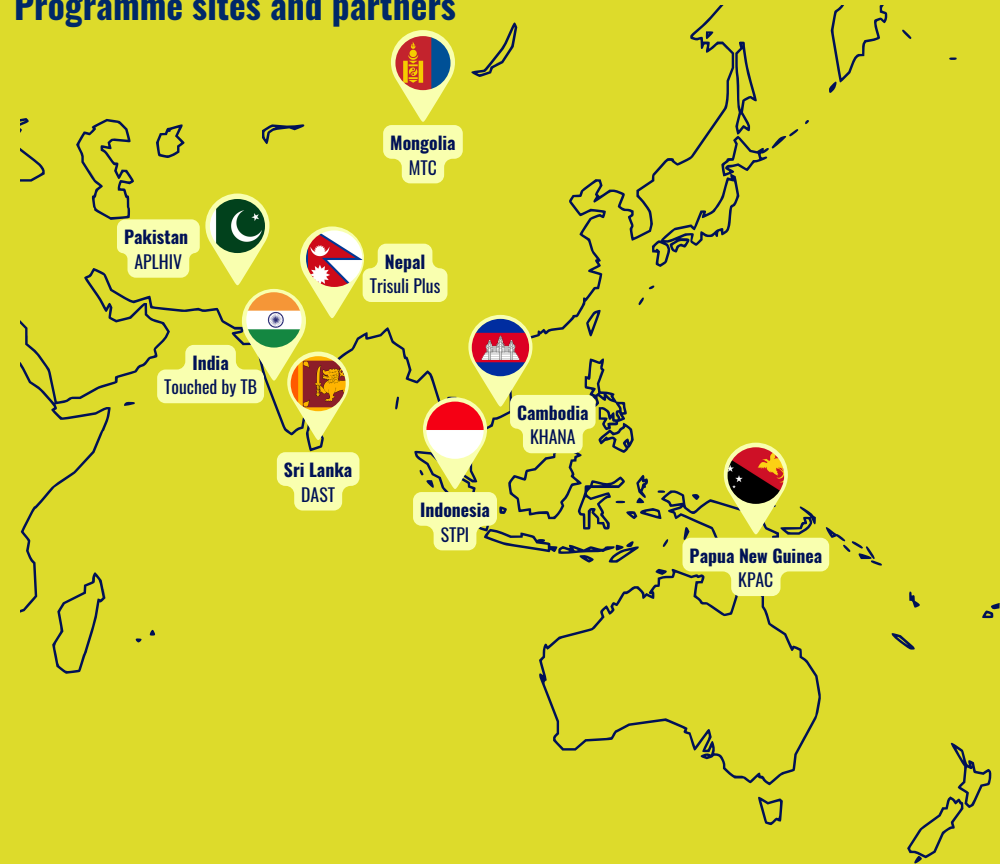 Programme sites and partners
Mongolia
MTC
Pakistan
APLHIV
Nepal
Trisuli Plus
India
Touched by TB
Cambodia
KHANA
Sri Lanka
DAST
Indonesia
STPI
Papua New Guinea
KPAC